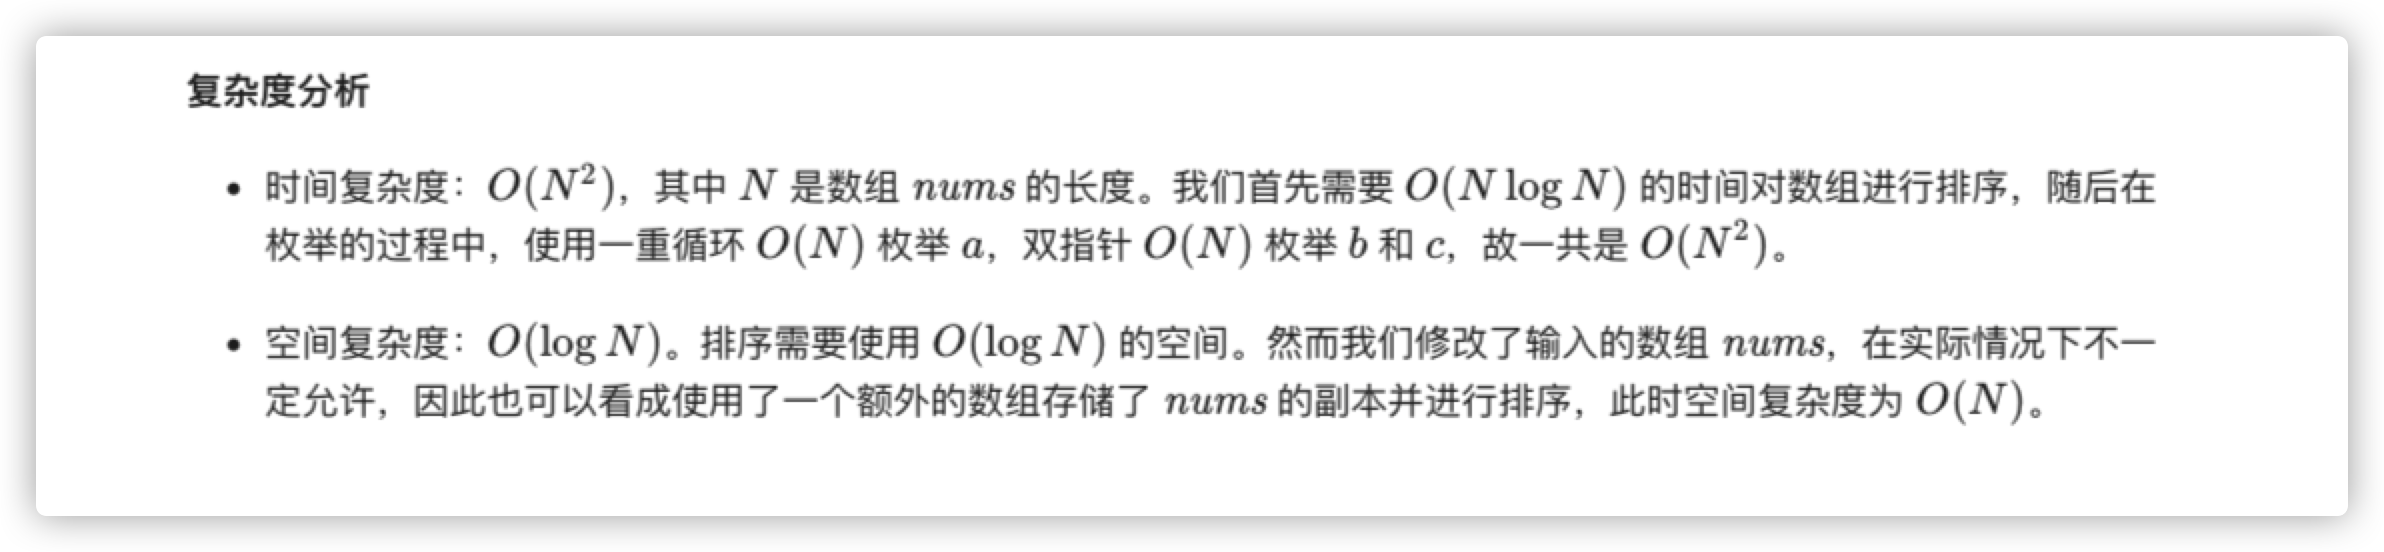 复杂度分析
• 时间复杂度：O(N²)，其中 N 是数组 nums 的长度。我们首先需要 O(N log N) 的时间对数组进行排序，随后在
枚举的过程中，使用一重循环 O(N) 枚举 a，双指针 O(N) 枚举 b 和 c，故一共是 O(N²)。
• 空间复杂度：O(log N)。排序需要使用 O(log N) 的空间。然而我们修改了输入的数组 nums，在实际情况下不一
定允许，因此也可以看成使用了一个额外的数组存储了 nums 的副本并进行排序，此时空间复杂度为 O(N)。